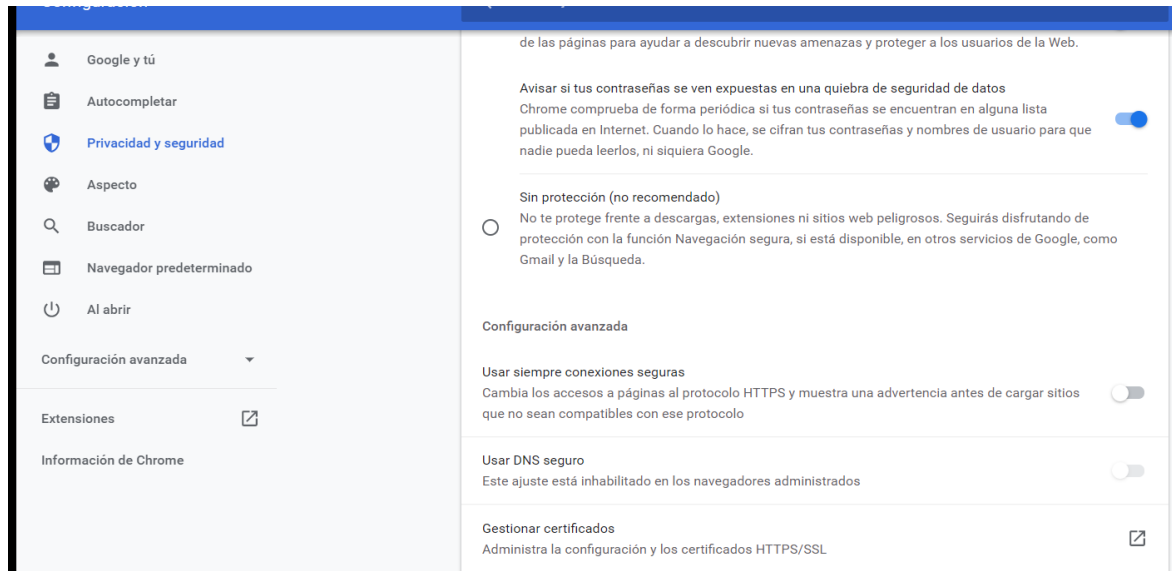 Google y tú
Autocompletar
Privacidad y seguridad
Aspecto
Buscador
Navegador predeterminado
Al abrir
Configuración avanzada
Extensiones
Información de Chrome
de las páginas para ayudar a descubrir nuevas amenazas y proteger a los usuarios de la Web.
Avisar si tus contraseñas se ven expuestas en una quiebra de seguridad de datos
Chrome comprueba de forma periódica si tus contraseñas se encuentran en alguna lista
publicada en Internet. Cuando lo hace, se cifran tus contraseñas y nombres de usuario para que
nadie pueda leerlos, ni siquiera Google.
Sin protección (no recomendado)
No te protege frente a descargas, extensiones ni sitios web peligrosos. Seguirás disfrutando de
protección con la función Navegación segura, si está disponible, en otros servicios de Google, como
Gmail y la Búsqueda.
Configuración avanzada
Usar siempre conexiones seguras
Cambia los accesos a páginas al protocolo HTTPS y muestra una advertencia antes de cargar sitios
que no sean compatibles con ese protocolo
Usar DNS seguro
Este ajuste está inhabilitado en los navegadores administrados
Gestionar certificados
Administra la configuración y los certificados HTTPS/SSL